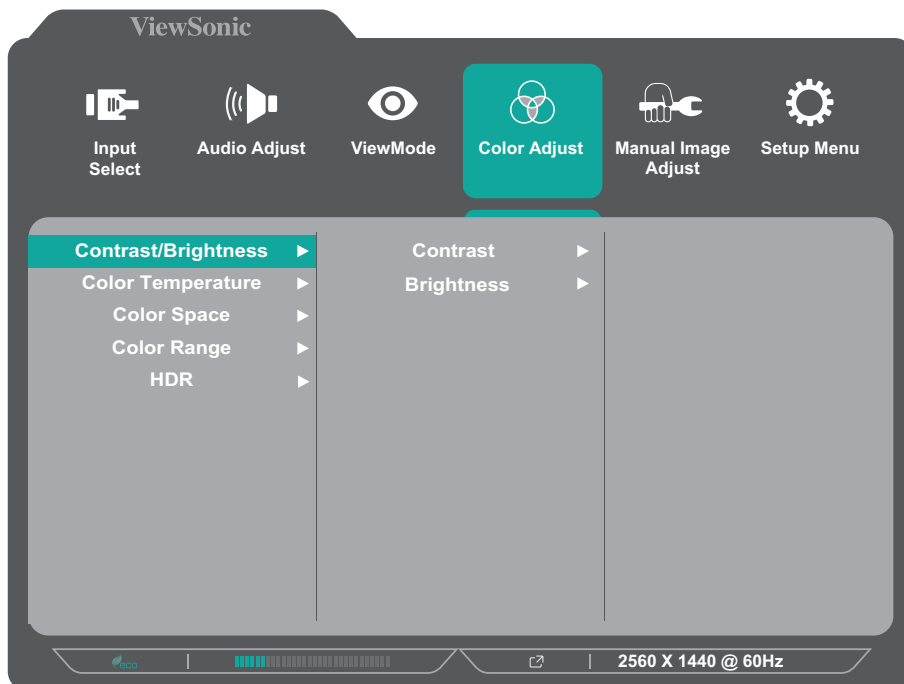 ViewSonic
Input
Select
Audio Adjust
ViewMode
Color Adjust
Manual Image
Adjust
Setup Menu
Contrast/Brightness
Color Temperature
Color Space
Color Range
HDR
Contrast
Brightness
eco
2560 X 1440 @ 60Hz